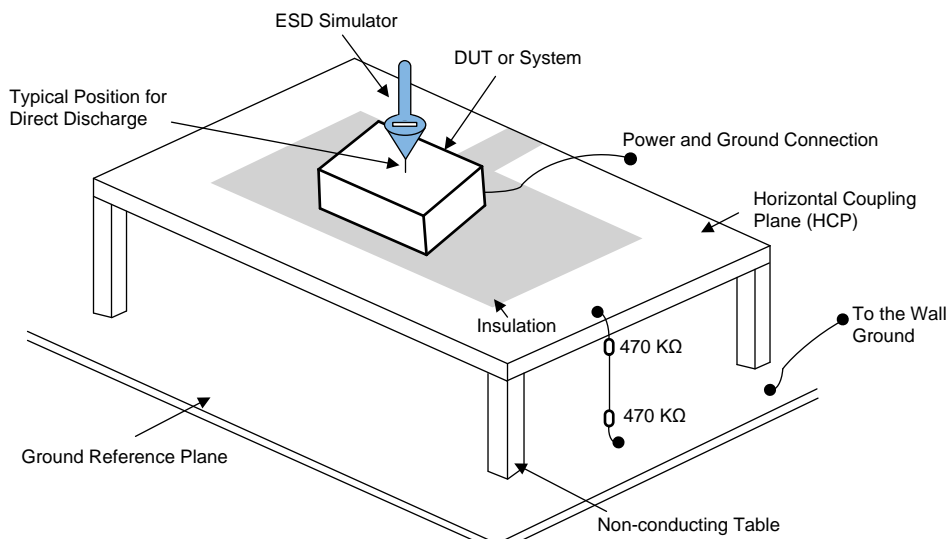 ESD Simulator
DUT or System
Typical Position for
Direct Discharge
Power and Ground Connection
Horizontal Coupling
Plane (HCP)
Insulation
To the Wall
Ground
470 KΩ
470 KΩ
Ground Reference Plane
Non-conducting Table